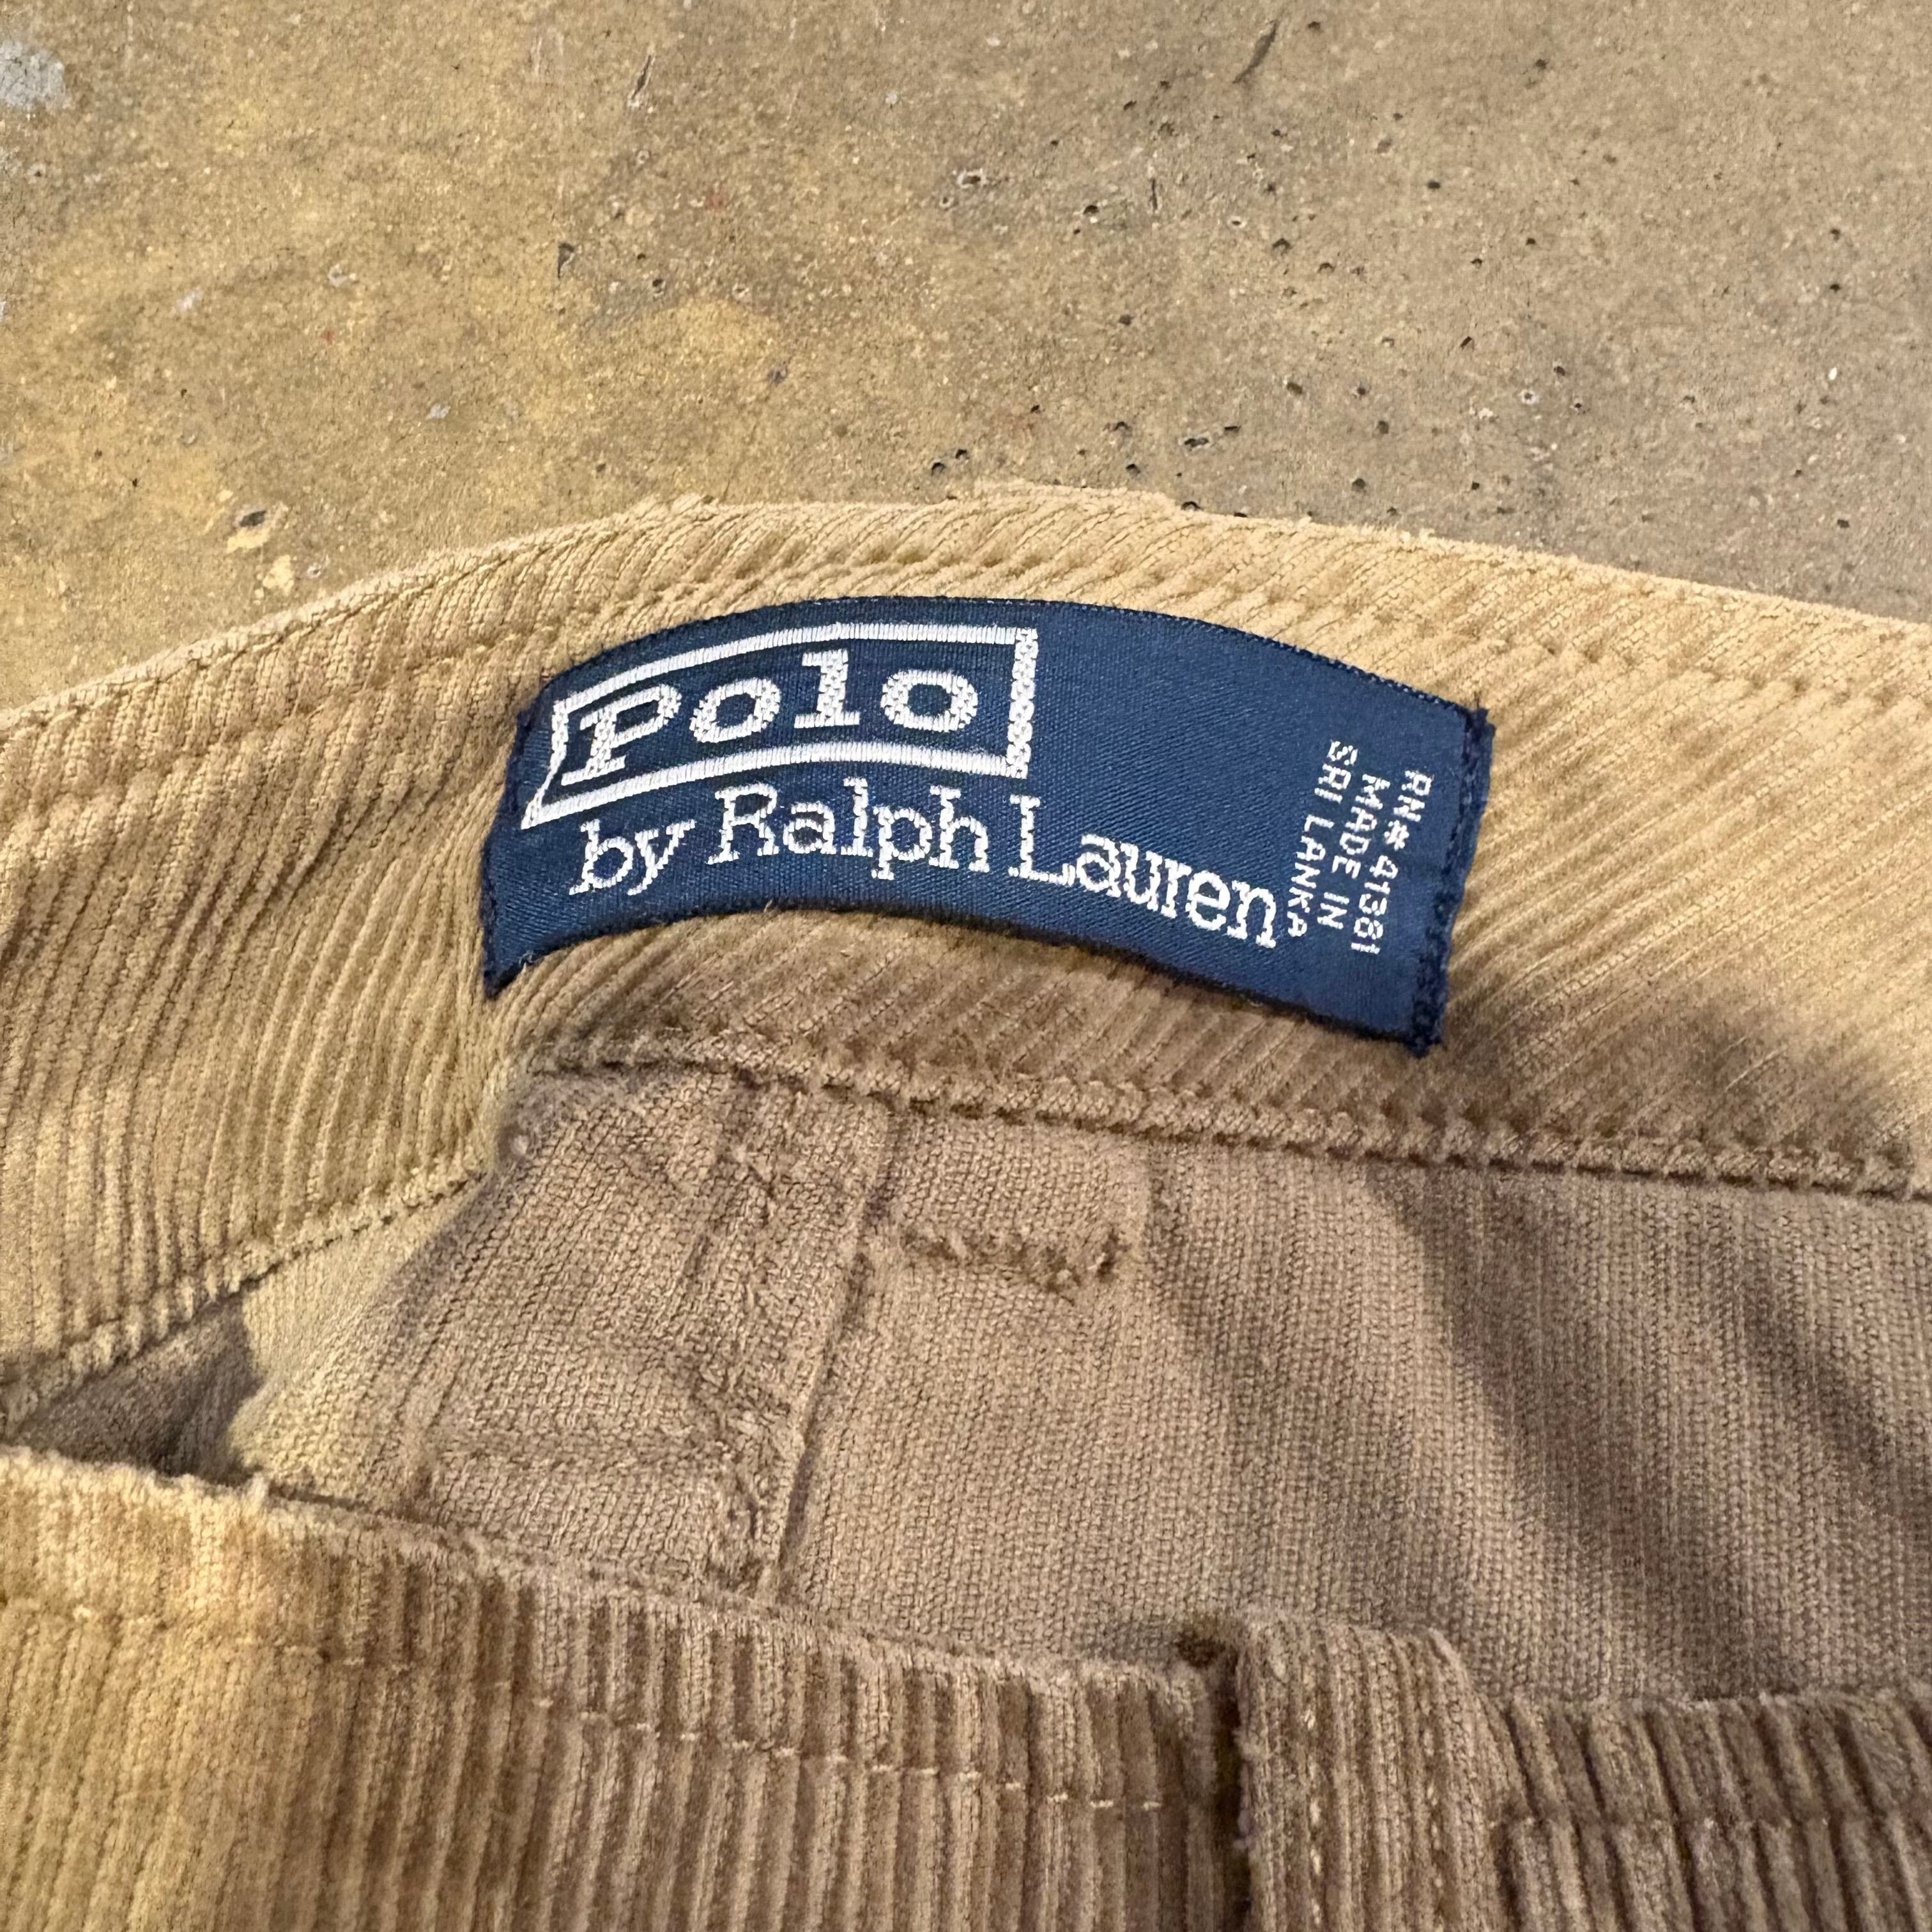 Polo
by Ralph Lauren
RN# 41381
MADE IN
SRI LANKA